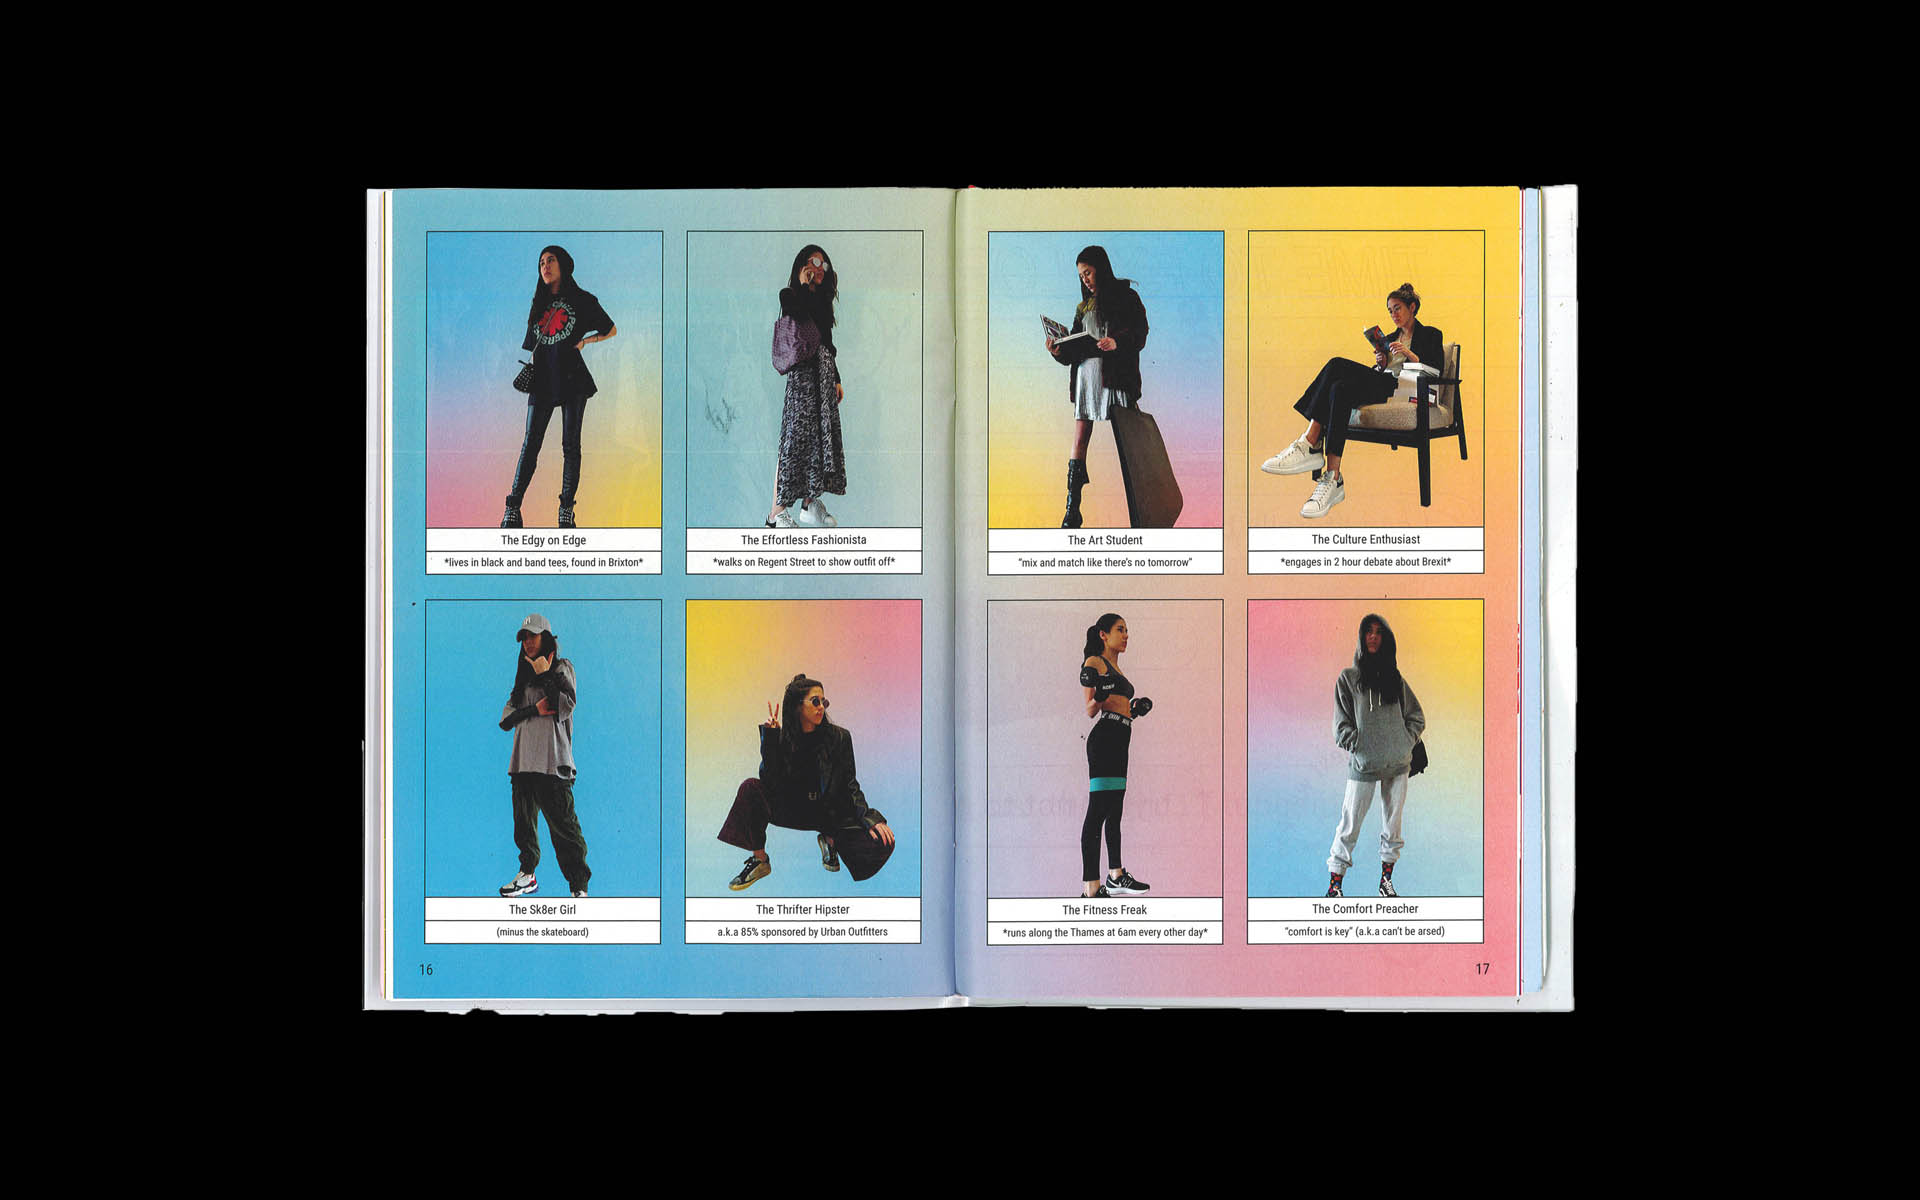 CHILI PEPPERS
The Edgy on Edge
*lives in black and band tees, found in Brixton*
The Effortless Fashionista
*walks on Regent Street to show outfit off*
The Art Student
“mix and match like there's no tomorrow”
The Culture Enthusiast
*engages in 2 hour debate about Brexit*
The Sk8er Girl
(minus the skateboard)
The Thrifter Hipster
a.k.a 85% sponsored by Urban Outfitters
The Fitness Freak
*runs along the Thames at 6am every other day*
The Comfort Preacher
“comfort is key” (a.k.a can't be arsed)
16
17